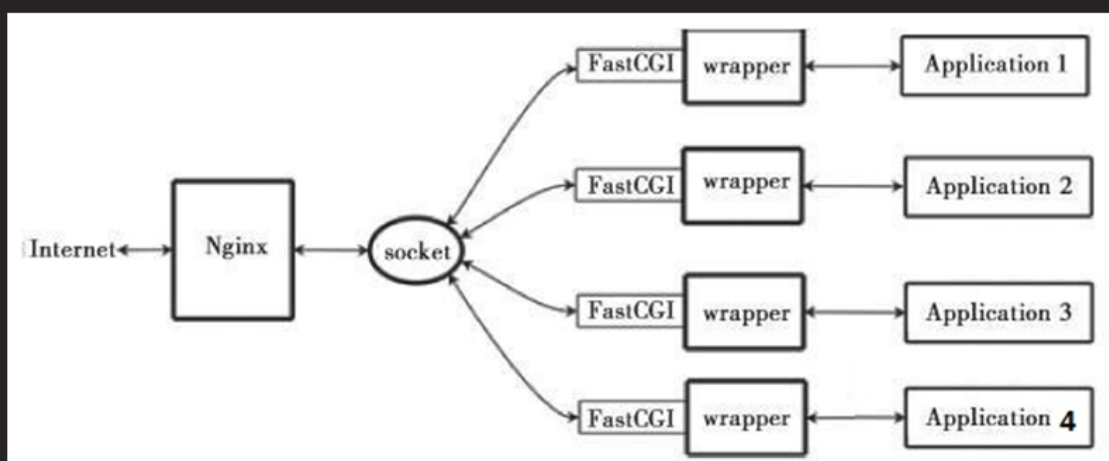 FastCGI wrapper Application 1
FastCGI wrapper Application 2
Internet Nginx socket
FastCGI wrapper Application 3
FastCGI wrapper Application 4